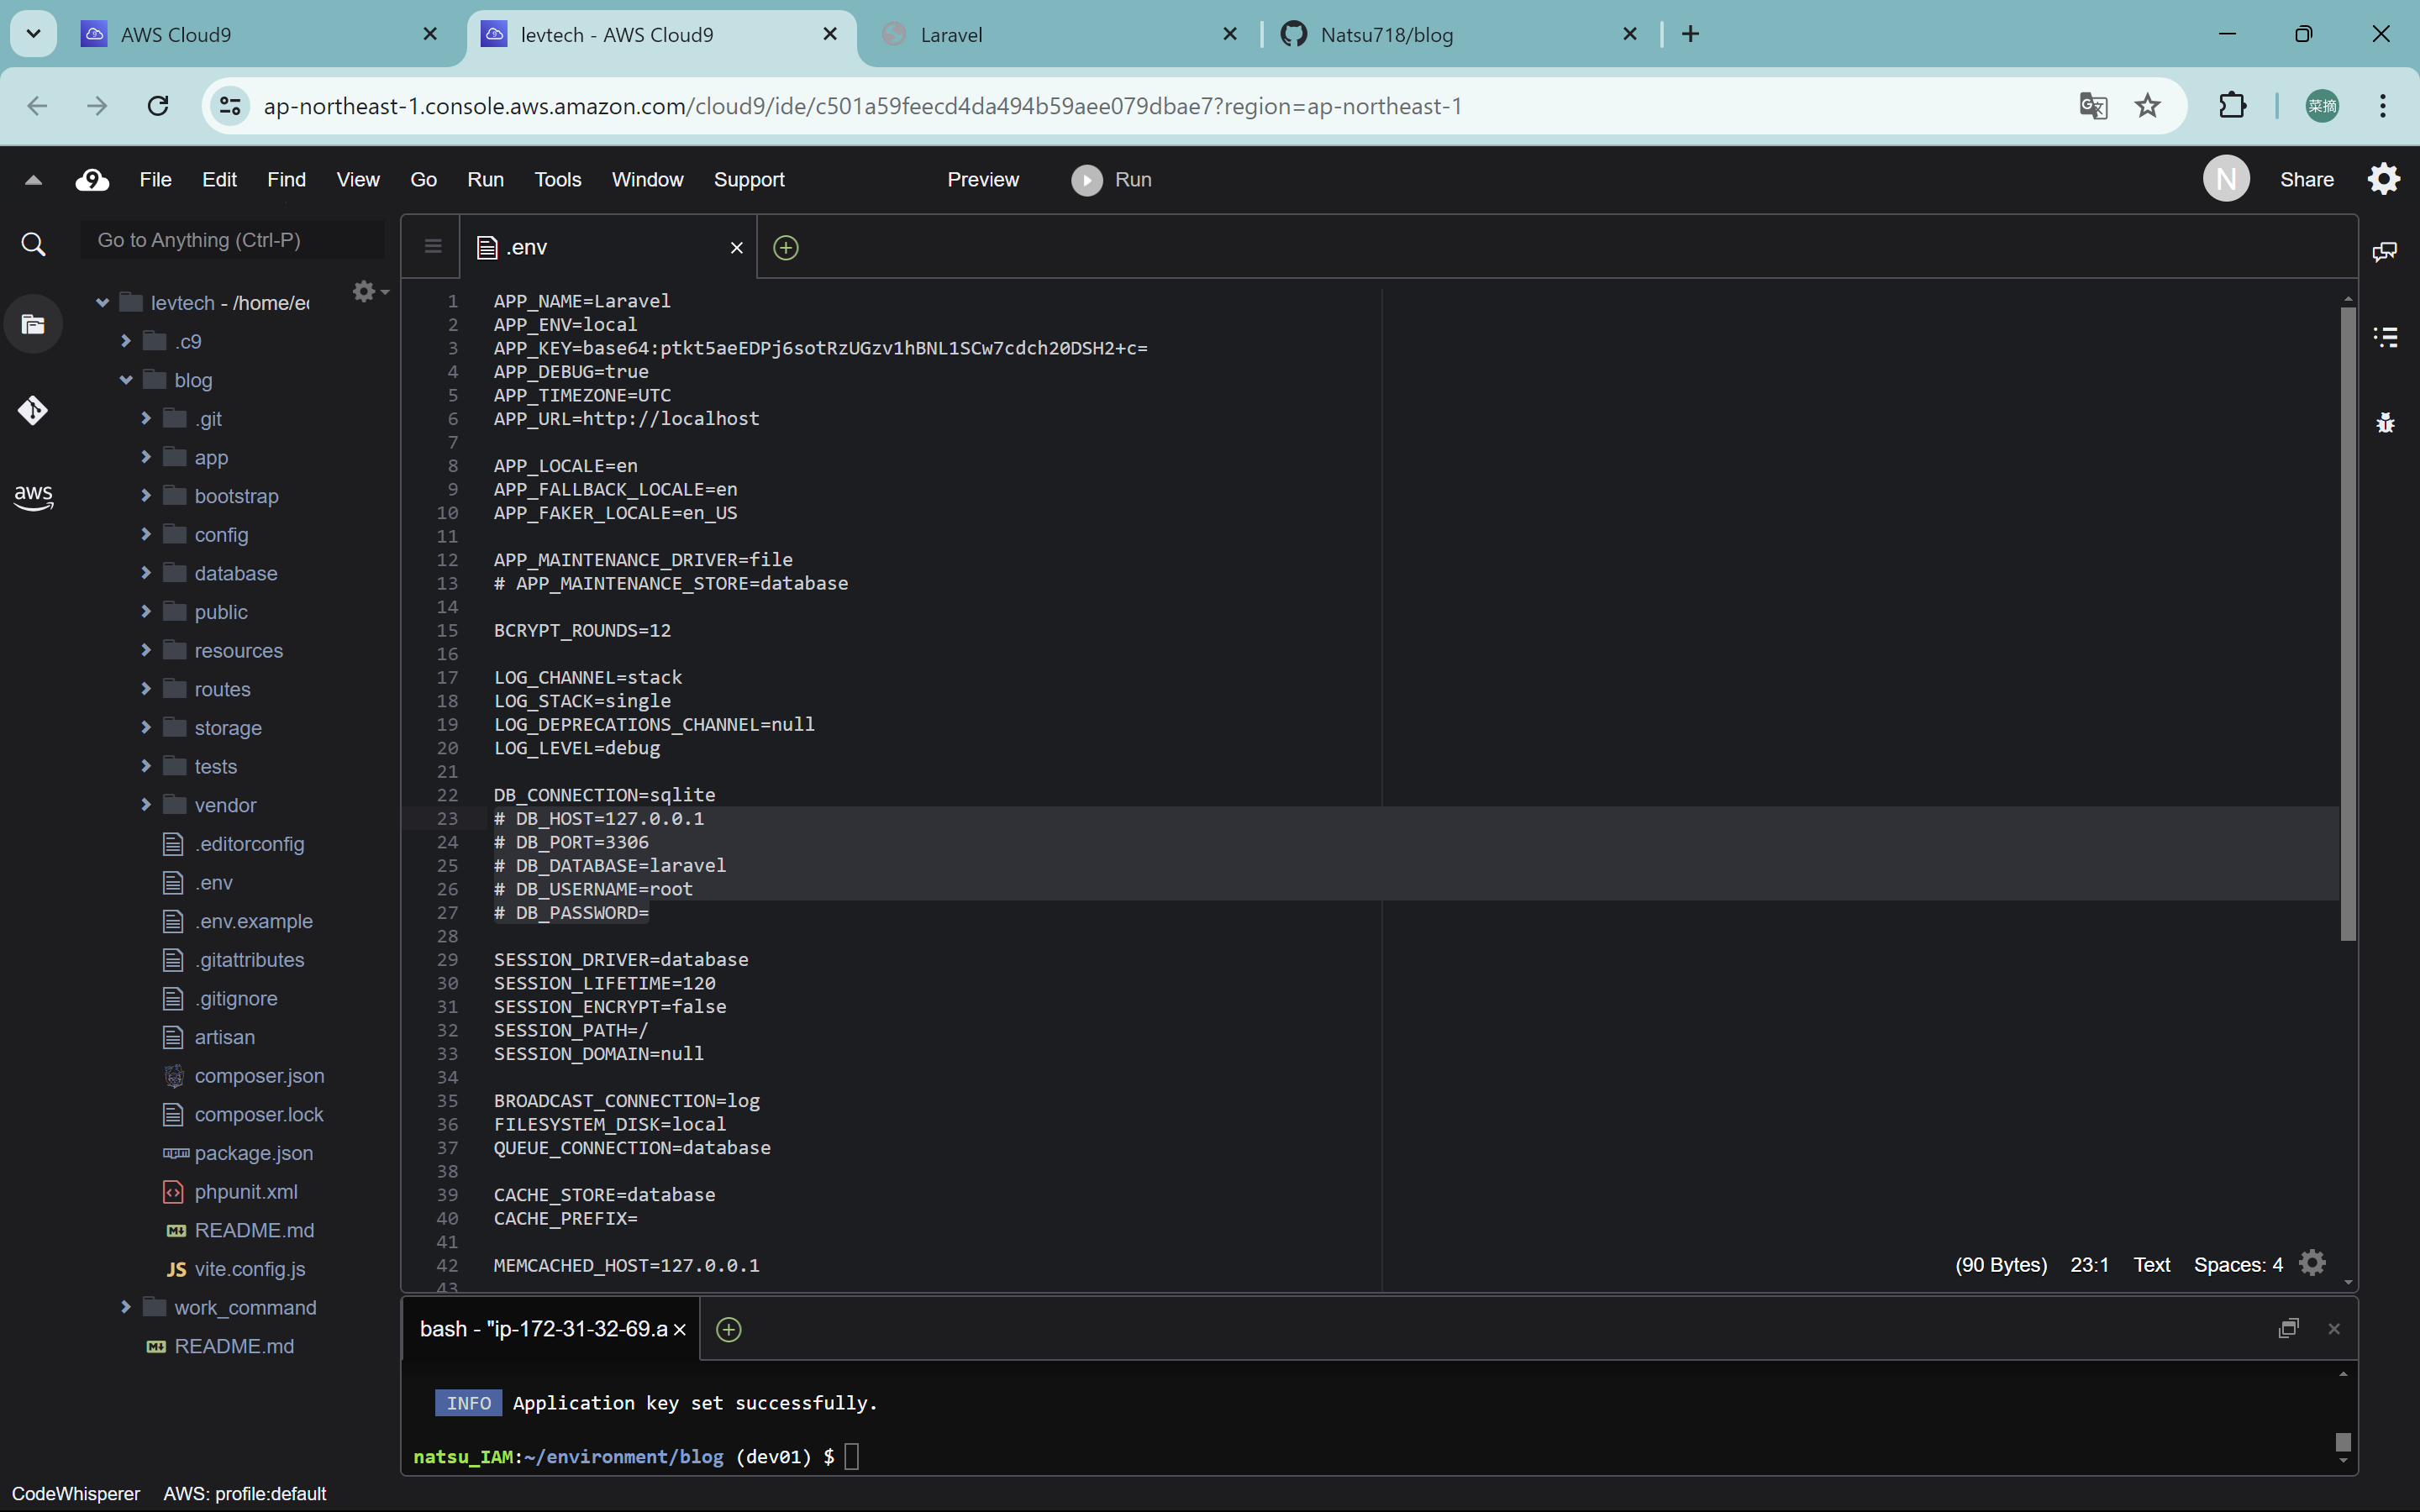 AWS Cloud9
levtech - AWS Cloud9
Laravel
Natsu718/blog
ap-northeast-1.console.aws.amazon.com/cloud9/ide/c501a59feecd4da494b59aee079dbae7?region=ap-northeast-1
菜摘
9 File Edit Find View Go Run Tools Window Support Preview Run N Share
Go to Anything (Ctrl-P)
levtech - /home/ec
.c9
blog
.git
app
bootstrap
config
database
public
resources
routes
storage
tests
vendor
.editorconfig
.env
.env.example
.gitattributes
.gitignore
artisan
composer.json
composer.lock
package.json
phpunit.xml
README.md
JS vite.config.js
work_command
README.md
aws
.env
1 APP_NAME=Laravel
2 APP_ENV=local
3 APP_KEY=base64:ptkt5aeEDPj6sotRzUGzv1hBNL1SCw7cdch20DSH2+c=
4 APP_DEBUG=true
5 APP_TIMEZONE=UTC
6 APP_URL=http://localhost
7
8 APP_LOCALE=en
9 APP_FALLBACK_LOCALE=en
10 APP_FAKER_LOCALE=en_US
11
12 APP_MAINTENANCE_DRIVER=file
13 # APP_MAINTENANCE_STORE=database
14
15 BCRYPT_ROUNDS=12
16
17 LOG_CHANNEL=stack
18 LOG_STACK=single
19 LOG_DEPRECATIONS_CHANNEL=null
20 LOG_LEVEL=debug
21
22 DB_CONNECTION=sqlite
23 # DB_HOST=127.0.0.1
24 # DB_PORT=3306
25 # DB_DATABASE=laravel
26 # DB_USERNAME=root
27 # DB_PASSWORD=
28
29 SESSION_DRIVER=database
30 SESSION_LIFETIME=120
31 SESSION_ENCRYPT=false
32 SESSION_PATH=/
33 SESSION_DOMAIN=null
34
35 BROADCAST_CONNECTION=log
36 FILESYSTEM_DISK=local
37 QUEUE_CONNECTION=database
38
39 CACHE_STORE=database
40 CACHE_PREFIX=
41
42 MEMCACHED_HOST=127.0.0.1
43
(90 Bytes) 23:1 Text Spaces: 4
bash - "ip-172-31-32-69.a
INFO Application key set successfully.
natsu_IAM:~/environment/blog (dev01) $
CodeWhisperer AWS: profile:default